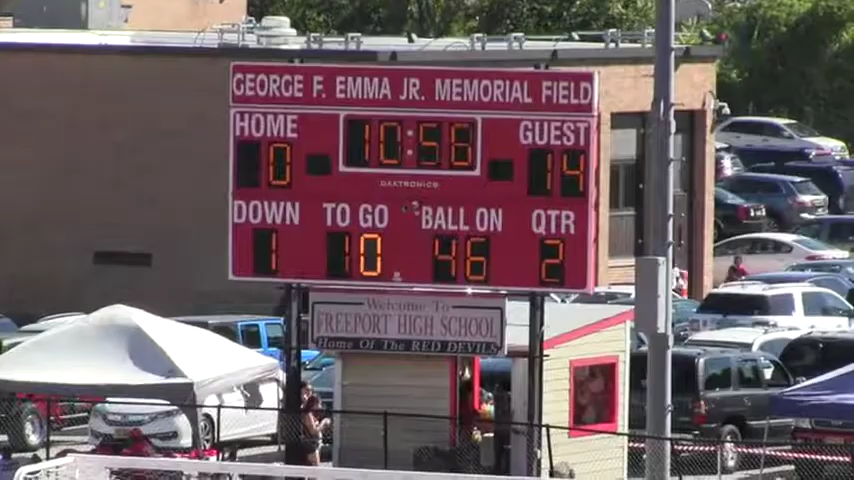 GEORGE F. EMMA JR. MEMORIAL FIELD
HOME 10:56 GUEST
0 14
DAKTRONICS
DOWN TO GO BALL ON QTR
1 10 46 2
Welcome To
FREEPORT HIGH SCHOOL
Home Of The RED DEVILS